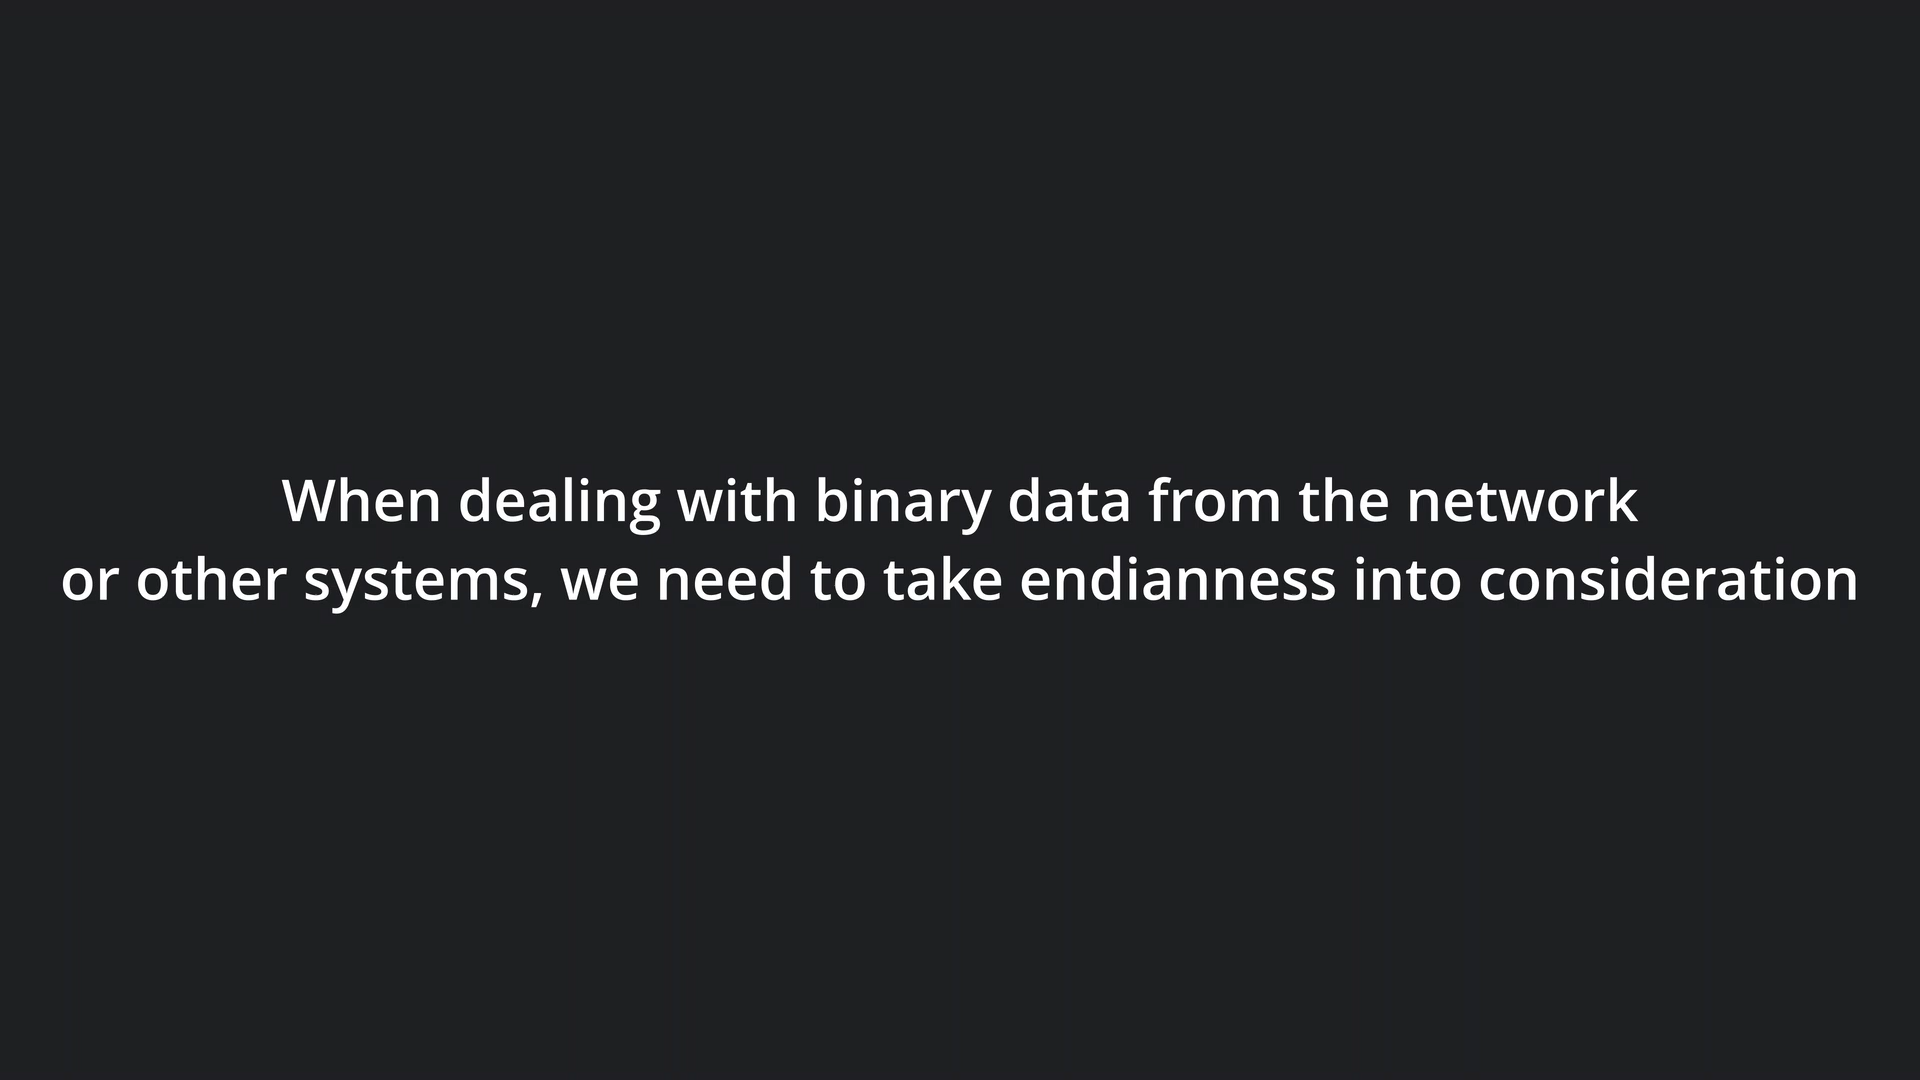 When dealing with binary data from the network
or other systems, we need to take endianness into consideration